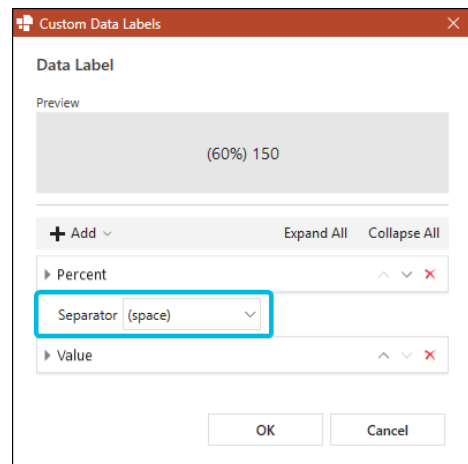 Custom Data Labels
Data Label
Preview
(60%) 150
Add Expand All Collapse All
Percent
Separator (space)
Value
OK Cancel